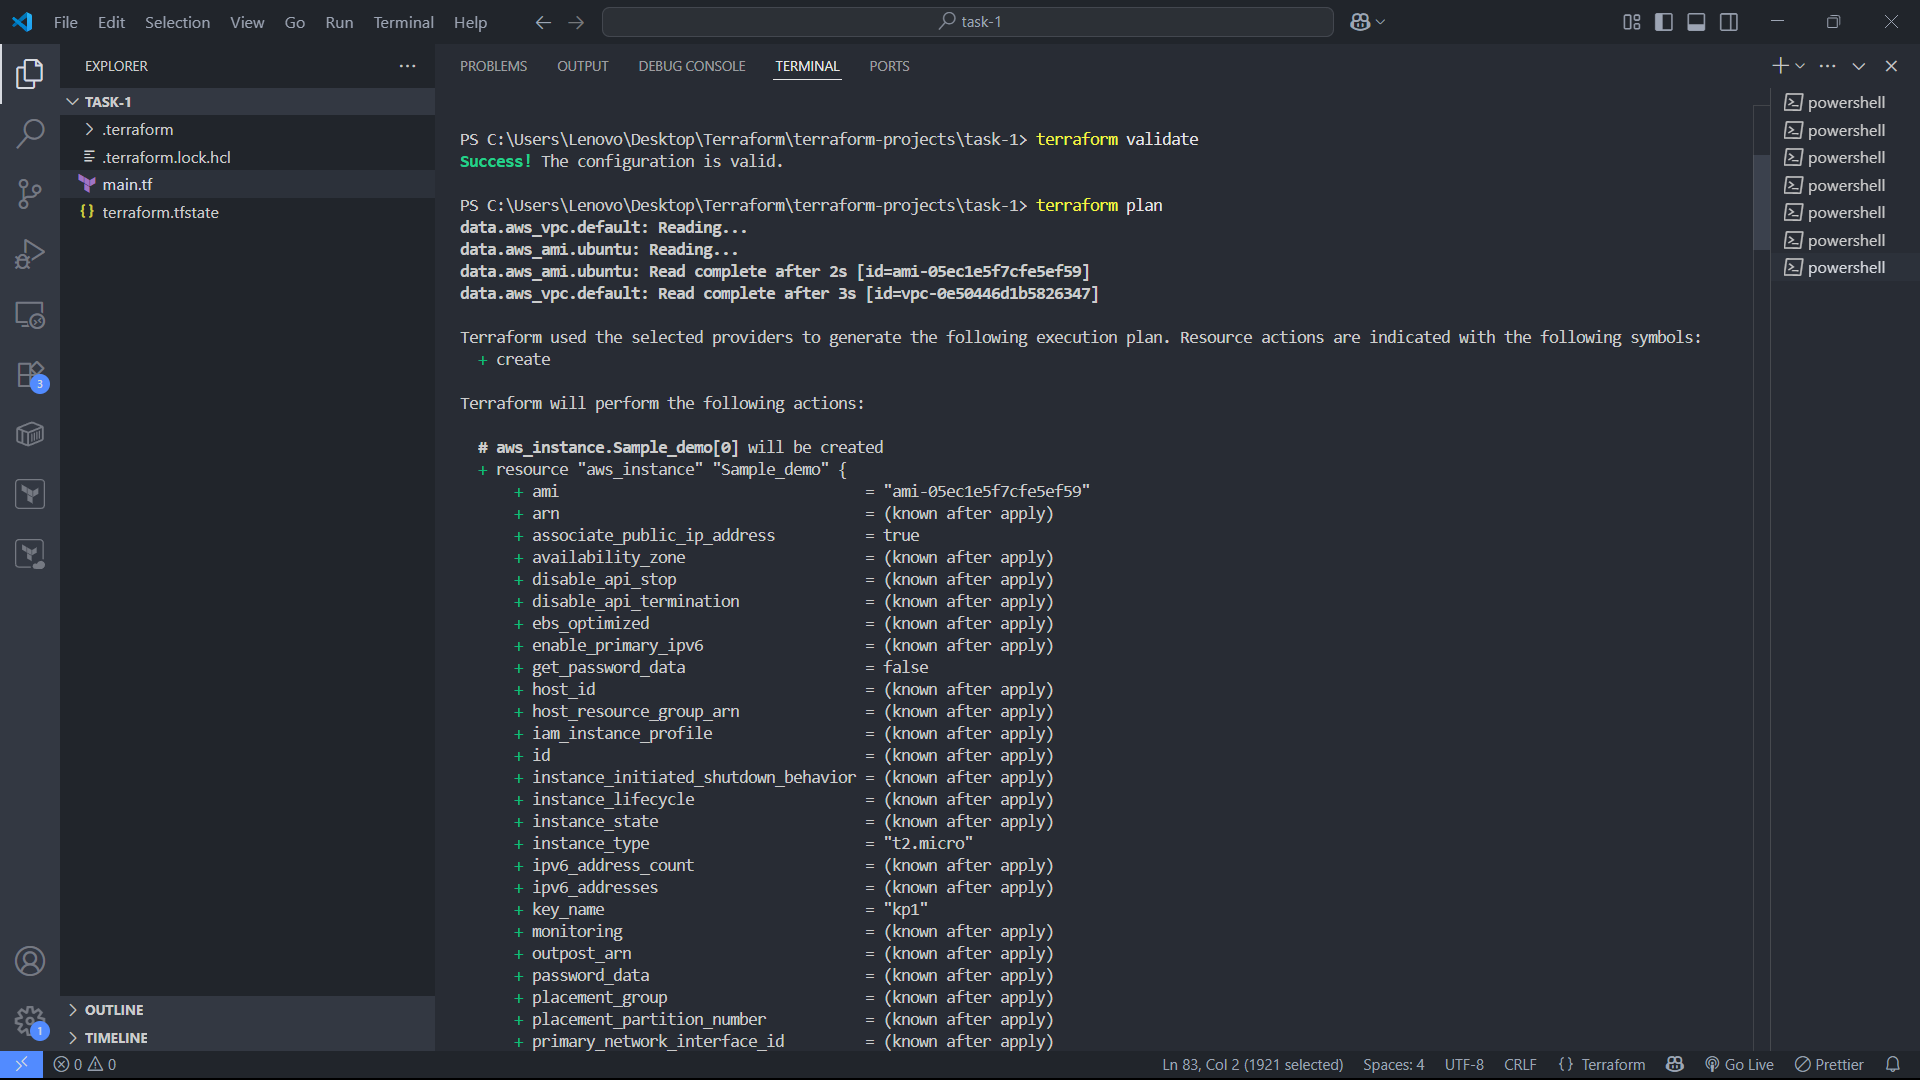 File Edit Selection View Go Run Terminal Help
task-1
EXPLORER
TASK-1
.terraform
.terraform.lock.hcl
main.tf
{} terraform.tfstate
3
1
OUTLINE
TIMELINE
PROBLEMS OUTPUT DEBUG CONSOLE TERMINAL PORTS
PS C:\Users\Lenovo\Desktop\Terraform\terraform-projects\task-1> terraform validate
Success! The configuration is valid.
PS C:\Users\Lenovo\Desktop\Terraform\terraform-projects\task-1> terraform plan
data.aws_vpc.default: Reading...
data.aws_ami.ubuntu: Reading...
data.aws_ami.ubuntu: Read complete after 2s [id=ami-05ec1e5f7cfe5ef59]
data.aws_vpc.default: Read complete after 3s [id=vpc-0e50446d1b5826347]
Terraform used the selected providers to generate the following execution plan. Resource actions are indicated with the following symbols:
+ create
Terraform will perform the following actions:
# aws_instance.Sample_demo[0] will be created
+ resource "aws_instance" "Sample_demo" {
+ ami = "ami-05ec1e5f7cfe5ef59"
+ arn = (known after apply)
+ associate_public_ip_address = true
+ availability_zone = (known after apply)
+ disable_api_stop = (known after apply)
+ disable_api_termination = (known after apply)
+ ebs_optimized = (known after apply)
+ enable_primary_ipv6 = (known after apply)
+ get_password_data = false
+ host_id = (known after apply)
+ host_resource_group_arn = (known after apply)
+ iam_instance_profile = (known after apply)
+ id = (known after apply)
+ instance_initiated_shutdown_behavior = (known after apply)
+ instance_lifecycle = (known after apply)
+ instance_state = (known after apply)
+ instance_type = "t2.micro"
+ ipv6_address_count = (known after apply)
+ ipv6_addresses = (known after apply)
+ key_name = "kp1"
+ monitoring = (known after apply)
+ outpost_arn = (known after apply)
+ password_data = (known after apply)
+ placement_group = (known after apply)
+ placement_partition_number = (known after apply)
+ primary_network_interface_id = (known after apply)
powershell
powershell
powershell
powershell
powershell
powershell
powershell
0 0
Ln 83, Col 2 (1921 selected) Spaces: 4 UTF-8 CRLF {} Terraform Go Live Prettier